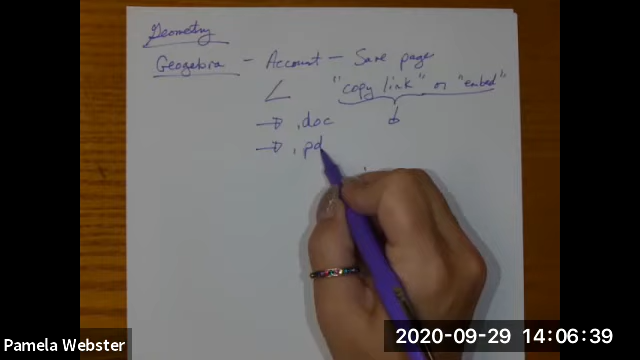 Geometry
Geogebra - Account - Save page
"copy link" or "embed"
→ .doc
→ .pd
Pamela Webster
2020-09-29 14:06:39